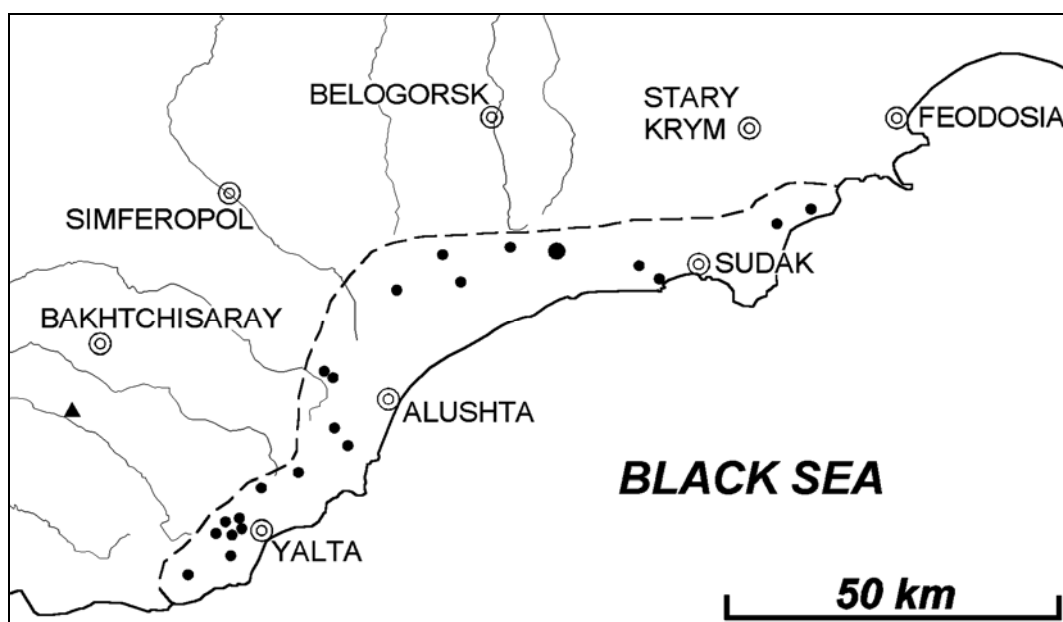 BELOGORSK
STARY
KRYM
FEODOSIA
SIMFEROPOL
SUDAK
BAKHTCHISARAY
ALUSHTA
BLACK SEA
YALTA
50 km